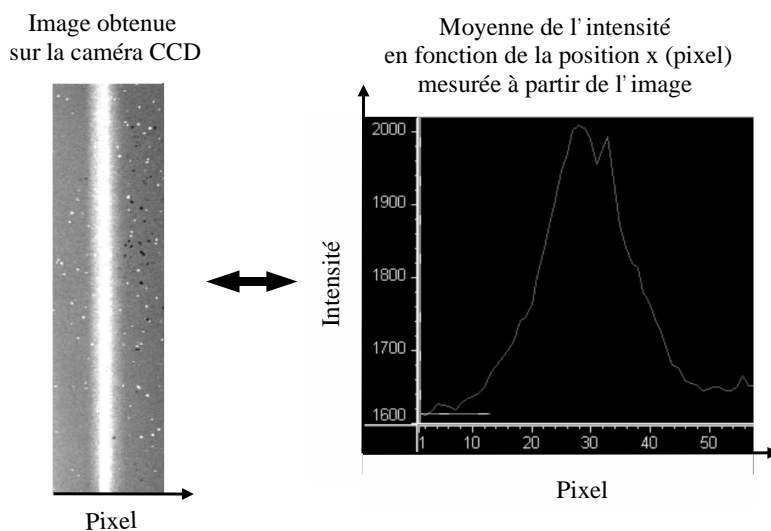 Image obtenue
sur la caméra CCD
Pixel
Moyenne de l'intensité
en fonction de la position x (pixel)
mesurée à partir de l'image
Intensité
2000
1900
1800
1700
1600
1 10 20 30 40 50
Pixel